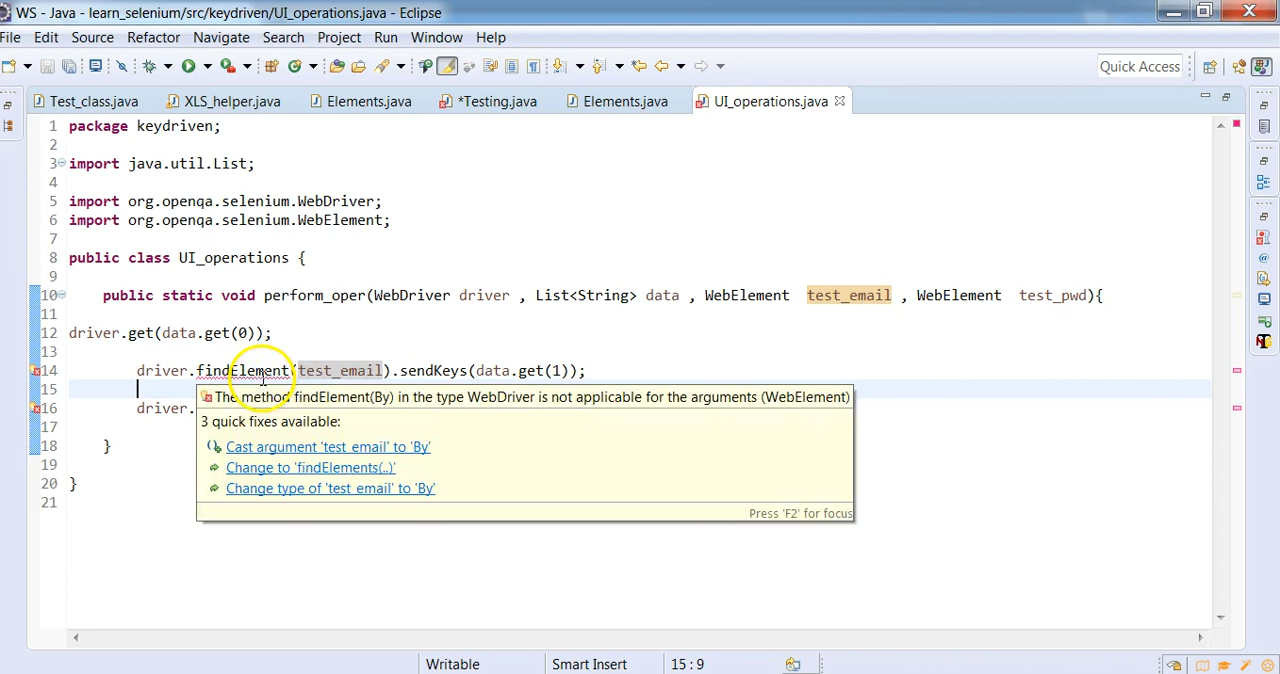 WS - Java - learn_selenium/src/keydriven/UI_operations.java - Eclipse
File Edit Source Refactor Navigate Search Project Run Window Help
Quick Access
Test_class.java XLS_helper.java Elements.java *Testing.java Elements.java UI_operations.java
1 package keydriven;
2
3 import java.util.List;
4
5 import org.openqa.selenium.WebDriver;
6 import org.openqa.selenium.WebElement;
7
8 public class UI_operations {
9
10 public static void perform_oper(WebDriver driver , List<String> data , WebElement test_email , WebElement test_pwd){
11
12 driver.get(data.get(0));
13
14 driver.findElement(test_email).sendKeys(data.get(1));
15
The method findElement(By) in the type WebDriver is not applicable for the arguments (WebElement)
16 driver.
3 quick fixes available:
17
Cast argument 'test_email' to 'By'
18 }
Change to 'findElements(..)'
19
20 }
Change type of 'test_email' to 'By'
21
Press 'F2' for focus
Writable Smart Insert 15 : 9